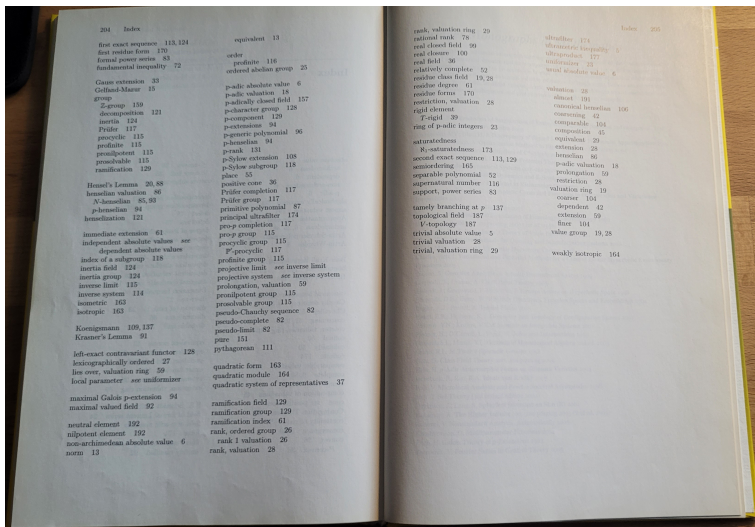 204 Index
first exact sequence 113, 124
first residue form 170
formal power series 83
fundamental inequality 72
Gauss extension 33
Gelfand-Mazur 15
group
Z-group 159
decomposition 121
inertia 124
Prüfer 117
procyclic 115
profinite 115
pronilpotent 115
prosolvable 115
ramification 129
Hensel's Lemma 20, 88
henselian valuation 86
N-henselian 85, 93
p-henselian 94
henselization 121
immediate extension 61
independent absolute values see
dependent absolute values
index of a subgroup 118
inertia field 124
inertia group 124
inverse limit 115
inverse system 114
isometric 163
isotropic 163
Koenigsmann 109, 137
Krasner's Lemma 91
left-exact contravariant functor 128
lexicographically ordered 27
lies over, valuation ring 59
local parameter see uniformizer
maximal Galois p-extension 94
maximal valued field 92
neutral element 192
nilpotent element 192
non-archimedean absolute value 6
norm 13
equivalent 13
order
profinite 116
ordered abelian group 25
p-adic absolute value 6
p-adic valuation 18
p-adically closed field 157
p-character group 128
p-component 129
p-extensions 94
p-generic polynomial 96
p-henselian 94
p-rank 131
p-Sylow extension 108
p-Sylow subgroup 118
place 55
positive cone 36
Prüfer completion 117
Prüfer group 117
primitive polynomial 87
principal ultrafilter 174
pro-p completion 117
pro-p group 115
procyclic group 115
P'-procyclic 117
profinite group 115
projective limit see inverse limit
projective system see inverse system
prolongation, valuation 59
pronilpotent group 115
prosolvable group 115
pseudo-Chauchy sequence 82
pseudo-complete 82
pseudo-limit 82
pure 151
pythagorean 111
quadratic form 163
quadratic module 164
quadratic system of representatives 37
ramification field 129
ramification group 129
ramification index 61
rank, ordered group 26
rank 1 valuation 26
rank, valuation 28
Index 205
rank, valuation ring 29
rational rank 78
real closed field 99
real closure 100
real field 36
relatively complete 52
residue class field 19, 28
residue degree 61
residue forms 170
restriction, valuation 28
rigid element
T-rigid 39
ring of p-adic integers 21
saturatedness
ℵ₁-saturatedness 173
second exact sequence 113, 129
semiordering 165
separable polynomial 52
supernatural number 116
support, power series 83
tamely branching at p 137
topological field 187
V-topology 187
trivial absolute value 5
trivial valuation 28
trivial, valuation ring 29
ultrafilter 174
ultrametric inequality
ultraproduct 177
uniformizer
usual absolute value
valuation 28
canonical henselian 106
coarsening 42
comparable 104
composition 45
equivalent 29
extension 28
henselian 86
p-adic valuation 18
prolongation 59
restriction 28
valuation ring 19
coarser 104
dependent 42
extension 59
finer 104
value group 19, 28
weakly isotropic 164